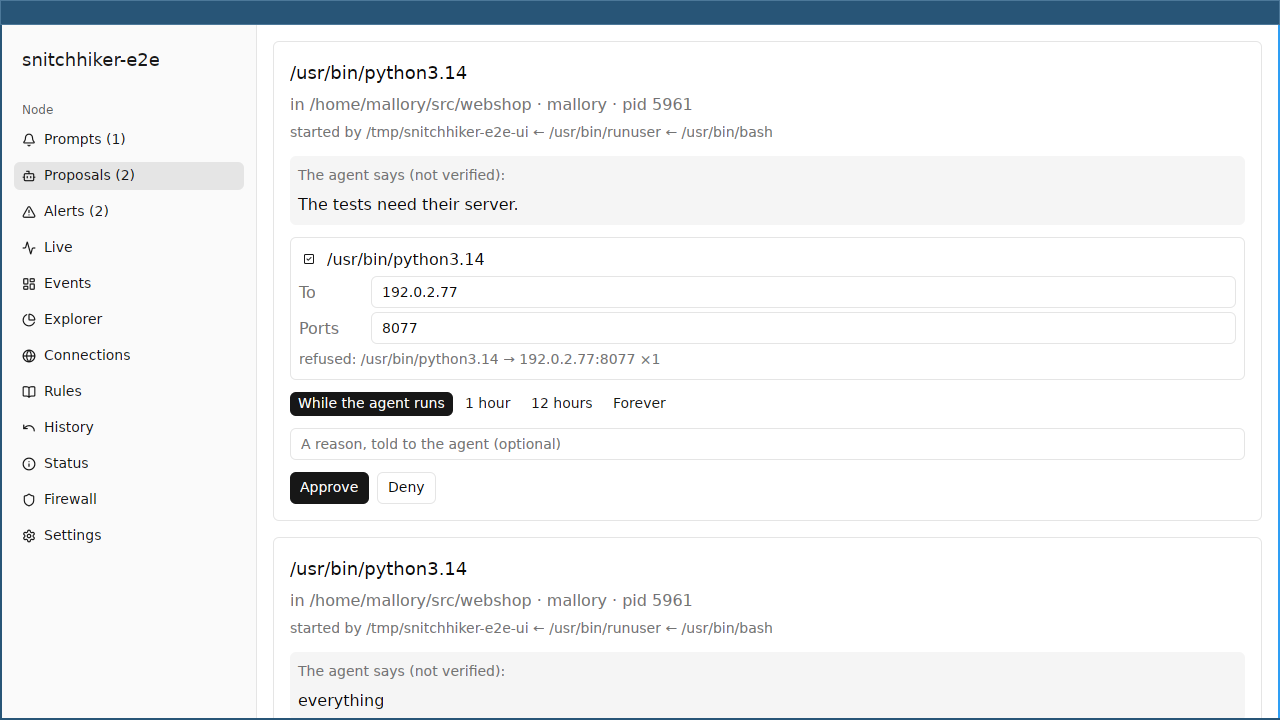 snitchhiker-e2e
Node
Prompts (1)
Proposals (2)
Alerts (2)
Live
Events
Explorer
Connections
Rules
History
Status
Firewall
Settings
/usr/bin/python3.14
in /home/mallory/src/webshop · mallory · pid 5961
started by /tmp/snitchhiker-e2e-ui ← /usr/bin/runuser ← /usr/bin/bash
The agent says (not verified):
The tests need their server.
/usr/bin/python3.14
To 192.0.2.77
Ports 8077
refused: /usr/bin/python3.14 → 192.0.2.77:8077 ×1
While the agent runs 1 hour 12 hours Forever
A reason, told to the agent (optional)
Approve Deny
/usr/bin/python3.14
in /home/mallory/src/webshop · mallory · pid 5961
started by /tmp/snitchhiker-e2e-ui ← /usr/bin/runuser ← /usr/bin/bash
The agent says (not verified):
everything